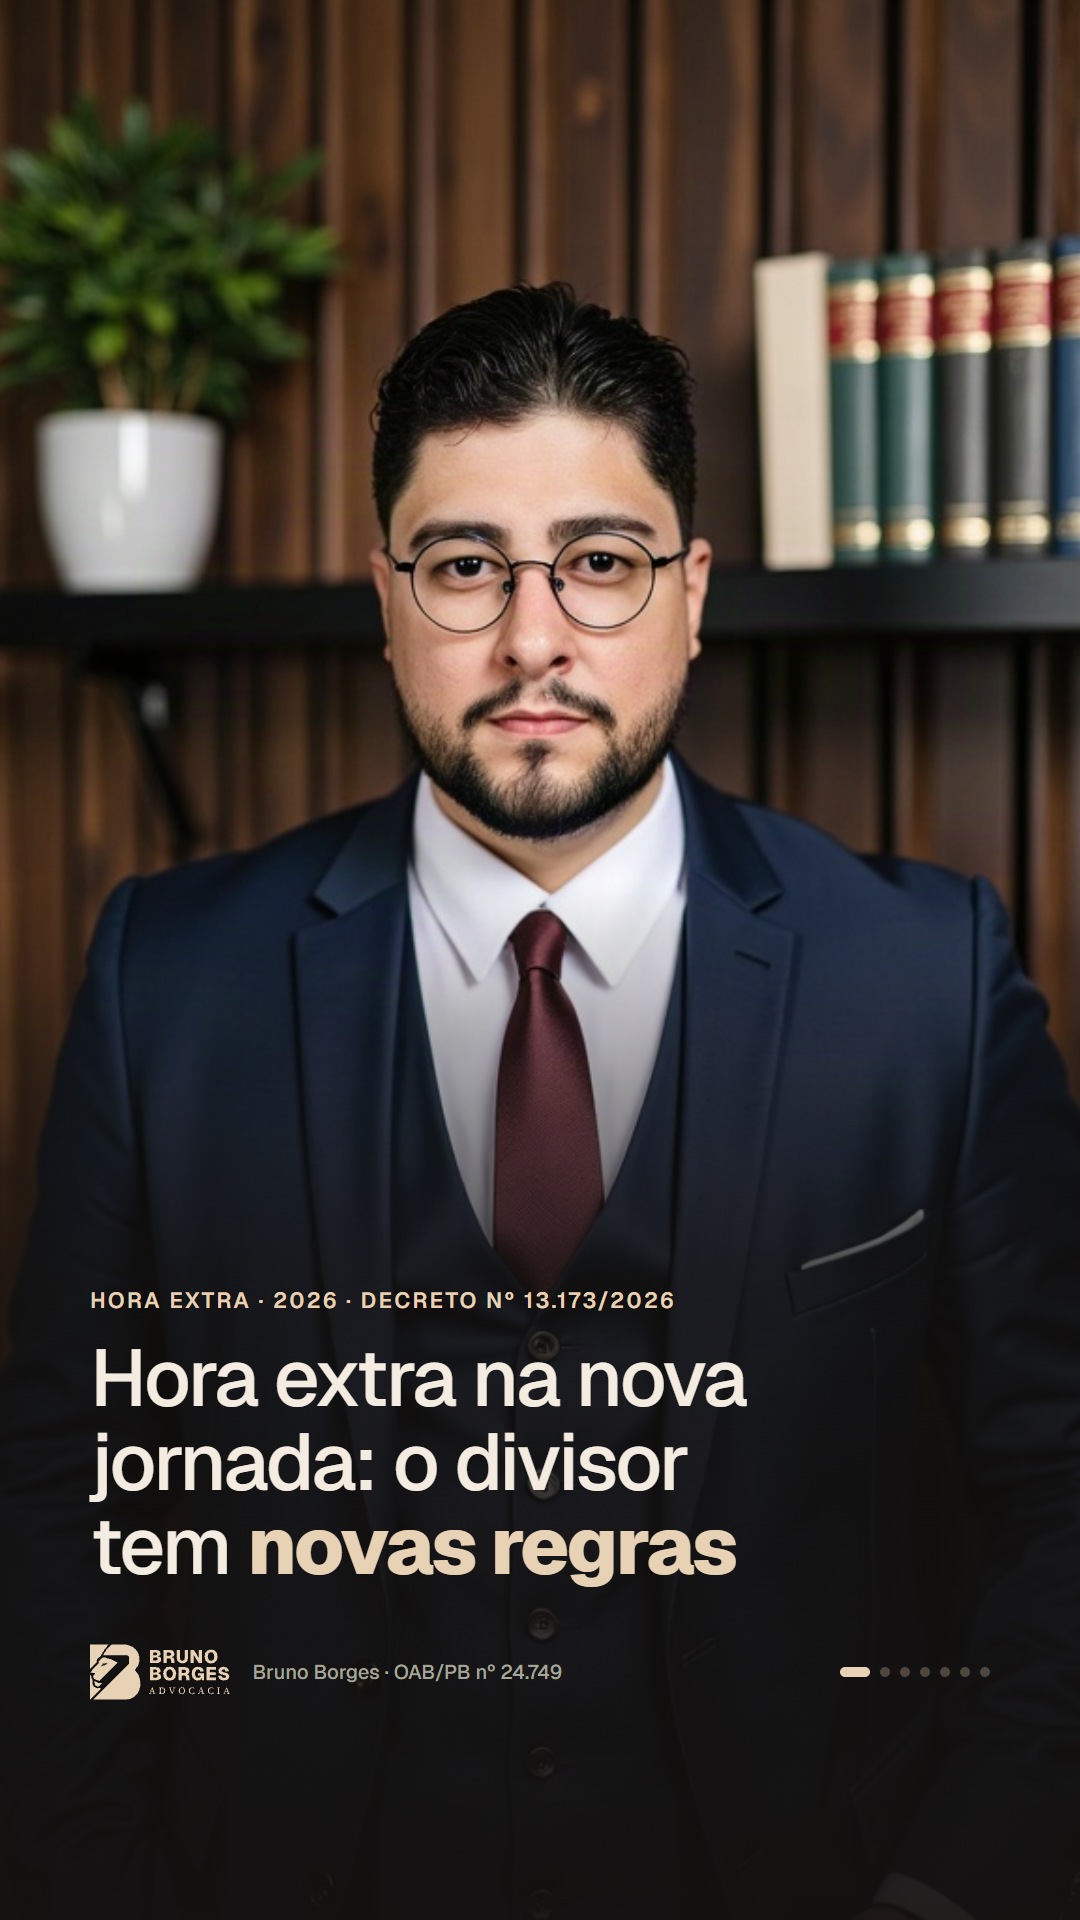 HORA EXTRA · 2026 · DECRETO Nº 13.173/2026
Hora extra na nova
jornada: o divisor
tem novas regras
BRUNO
BORGES
ADVOCACIA
Bruno Borges · OAB/PB nº 24.749